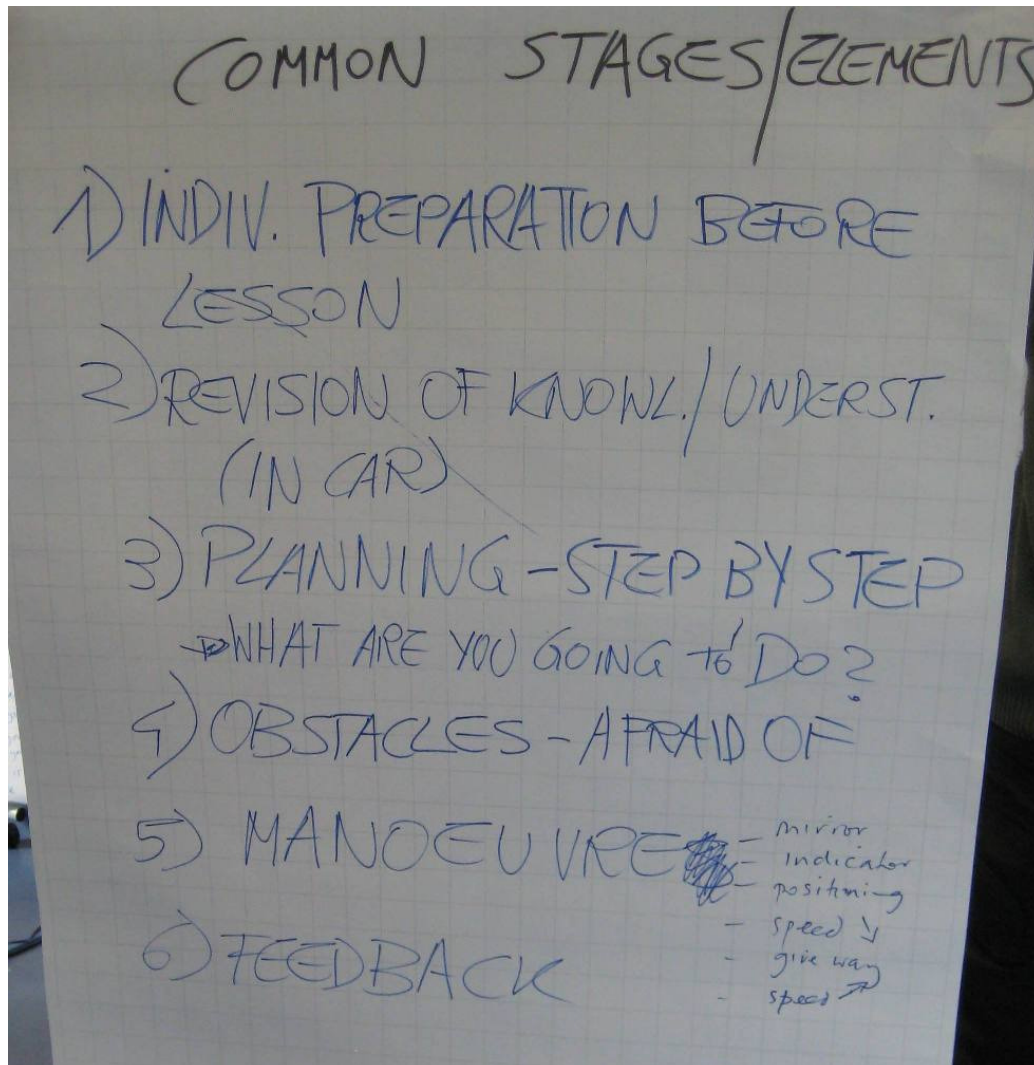 COMMON STAGES/ELEMENTS
1) INDIV. PREPARATION BEFORE
LESSON
2) REVISION OF KNOWL./UNDERST.
(IN CAR)
3) PLANNING - STEP BY STEP
→ WHAT ARE YOU GOING to DO?
4) OBSTACLES - AFRAID OF
5) MANOEUVRE
- mirror
- indicator
- positining
- speed ↘
- give way
- speed ↗
6) FEEDBACK